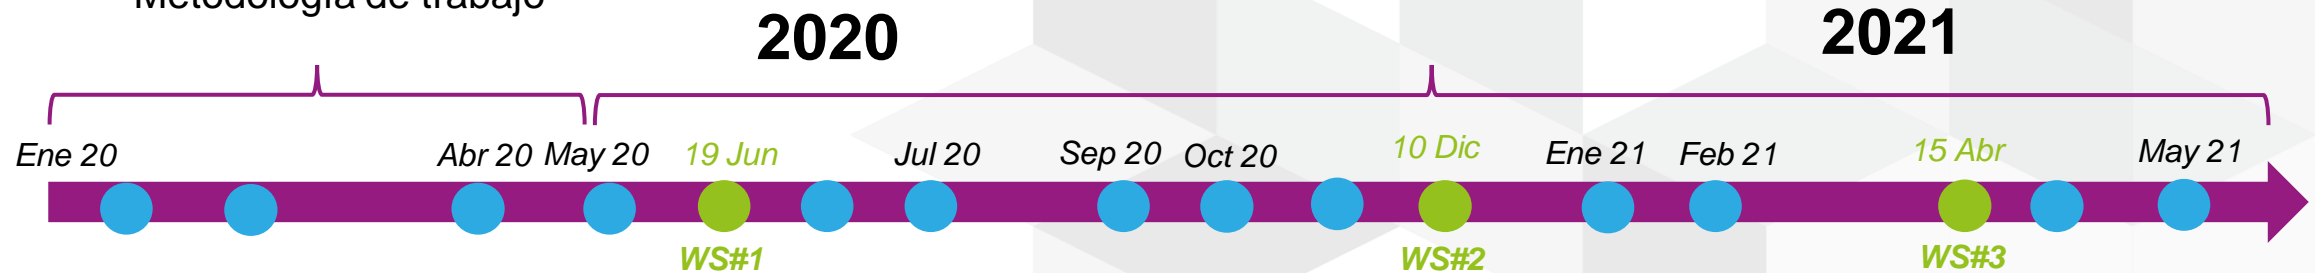 Metodología de trabajo
2020
2021
Ene 20
Abr 20
May 20
19 Jun
Jul 20
Sep 20
Oct 20
10 Dic
Ene 21
Feb 21
15 Abr
May 21
WS#1
WS#2
WS#3